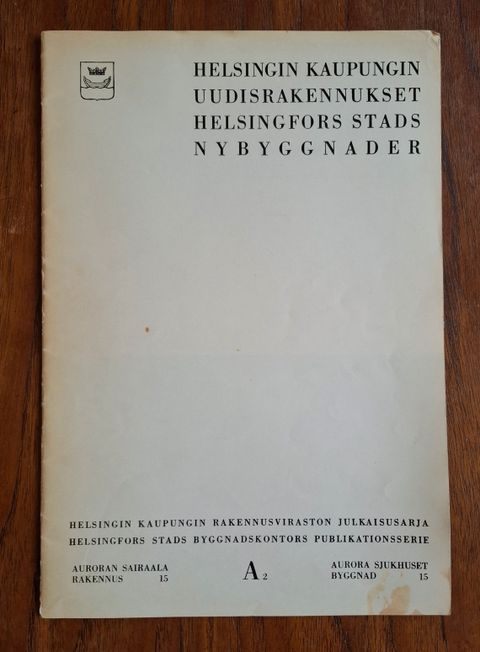 HELSINGIN KAUPUNGIN
UUDISRAKENNUKSET
HELSINGFORS STADS
NYBYGGNADER
HELSINGIN KAUPUNGIN RAKENNUSVIRASTON JULKAISUSARJA
HELSINGFORS STADS BYGGNADSKONTORS PUBLIKATIONSSERIE
AURORAN SAIRAALA
RAKENNUS 15
A2
AURORA SJUKHUSET
BYGGNAD 15